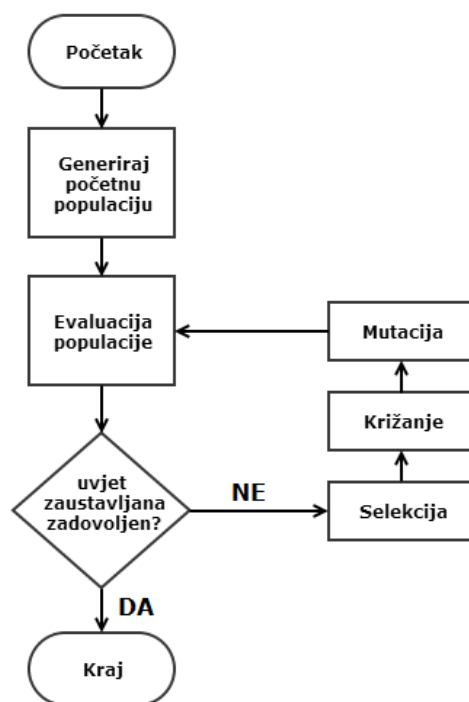 Početak
Generiraj
početnu
populaciju
Evaluacija
populacije
Mutacija
Križanje
uvjet
zaustavljana
zadovoljen?
NE
Selekcija
DA
Kraj